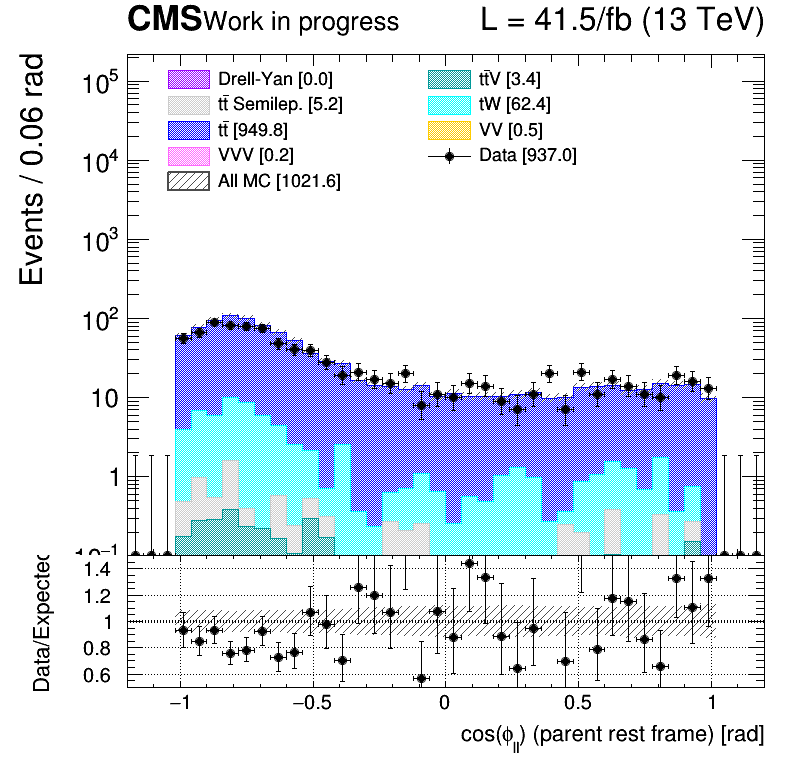 CMS Work in progress L = 41.5/fb (13 TeV)
Events / 0.06 rad
Drell-Yan [0.0]
tt̄ Semilep. [5.2]
tt̄ [949.8]
VVV [0.2]
All MC [1021.6]
tt̄V [3.4]
tW [62.4]
VV [0.5]
Data [937.0]
10⁵
10⁴
10³
10²
10
1
10⁻¹
Data/Expected
1.4
1.2
1
0.8
0.6
−1 −0.5 0 0.5 1
cos(ϕ_ll) (parent rest frame) [rad]